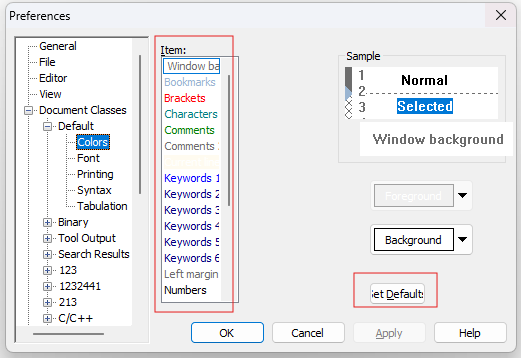 Preferences
General
File
Editor
View
Document Classes
Default
Colors
Font
Printing
Syntax
Tabulation
Binary
Tool Output
Search Results
123
1232441
213
C/C++
Item:
Window ba
Bookmarks
Brackets
Characters
Comments
Comments
Keywords 1
Keywords 2
Keywords 3
Keywords 4
Keywords 5
Keywords 6
Left margin
Numbers
Sample
1
2
3
Normal
Selected
Window background
Foreground
Background
et Defaults
OK
Cancel
Apply
Help